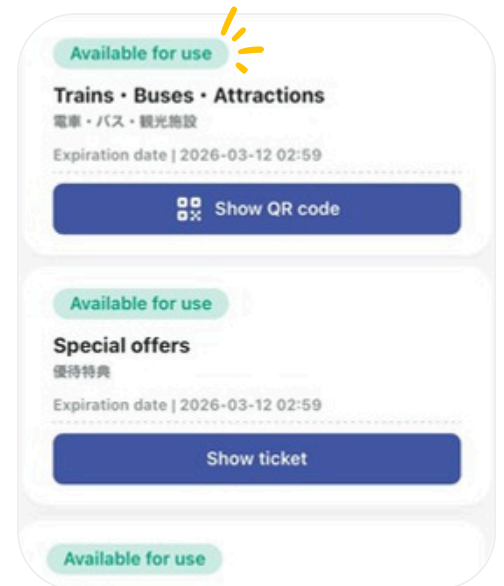 Available for use
Trains・Buses・Attractions
電車・バス・観光施設
Expiration date | 2026-03-12 02:59
Show QR code
Available for use
Special offers
優待特典
Expiration date | 2026-03-12 02:59
Show ticket
Available for use